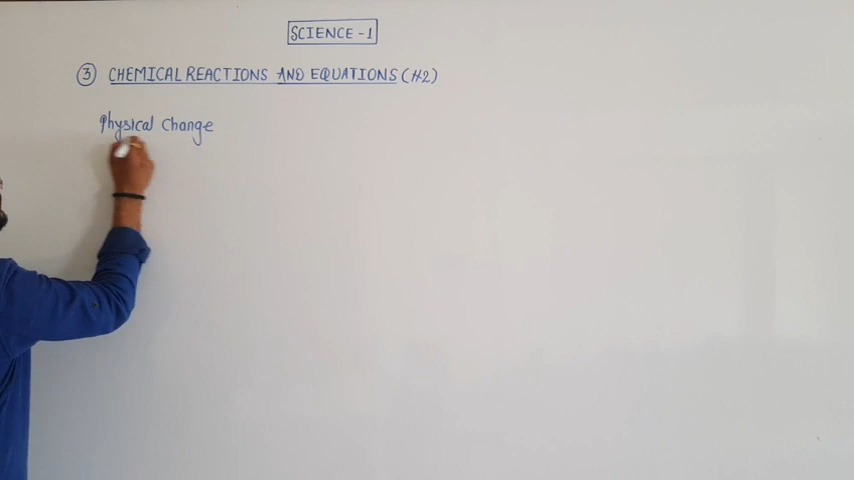 SCIENCE-1
③ CHEMICAL REACTIONS AND EQUATIONS (#2)
Physical Change